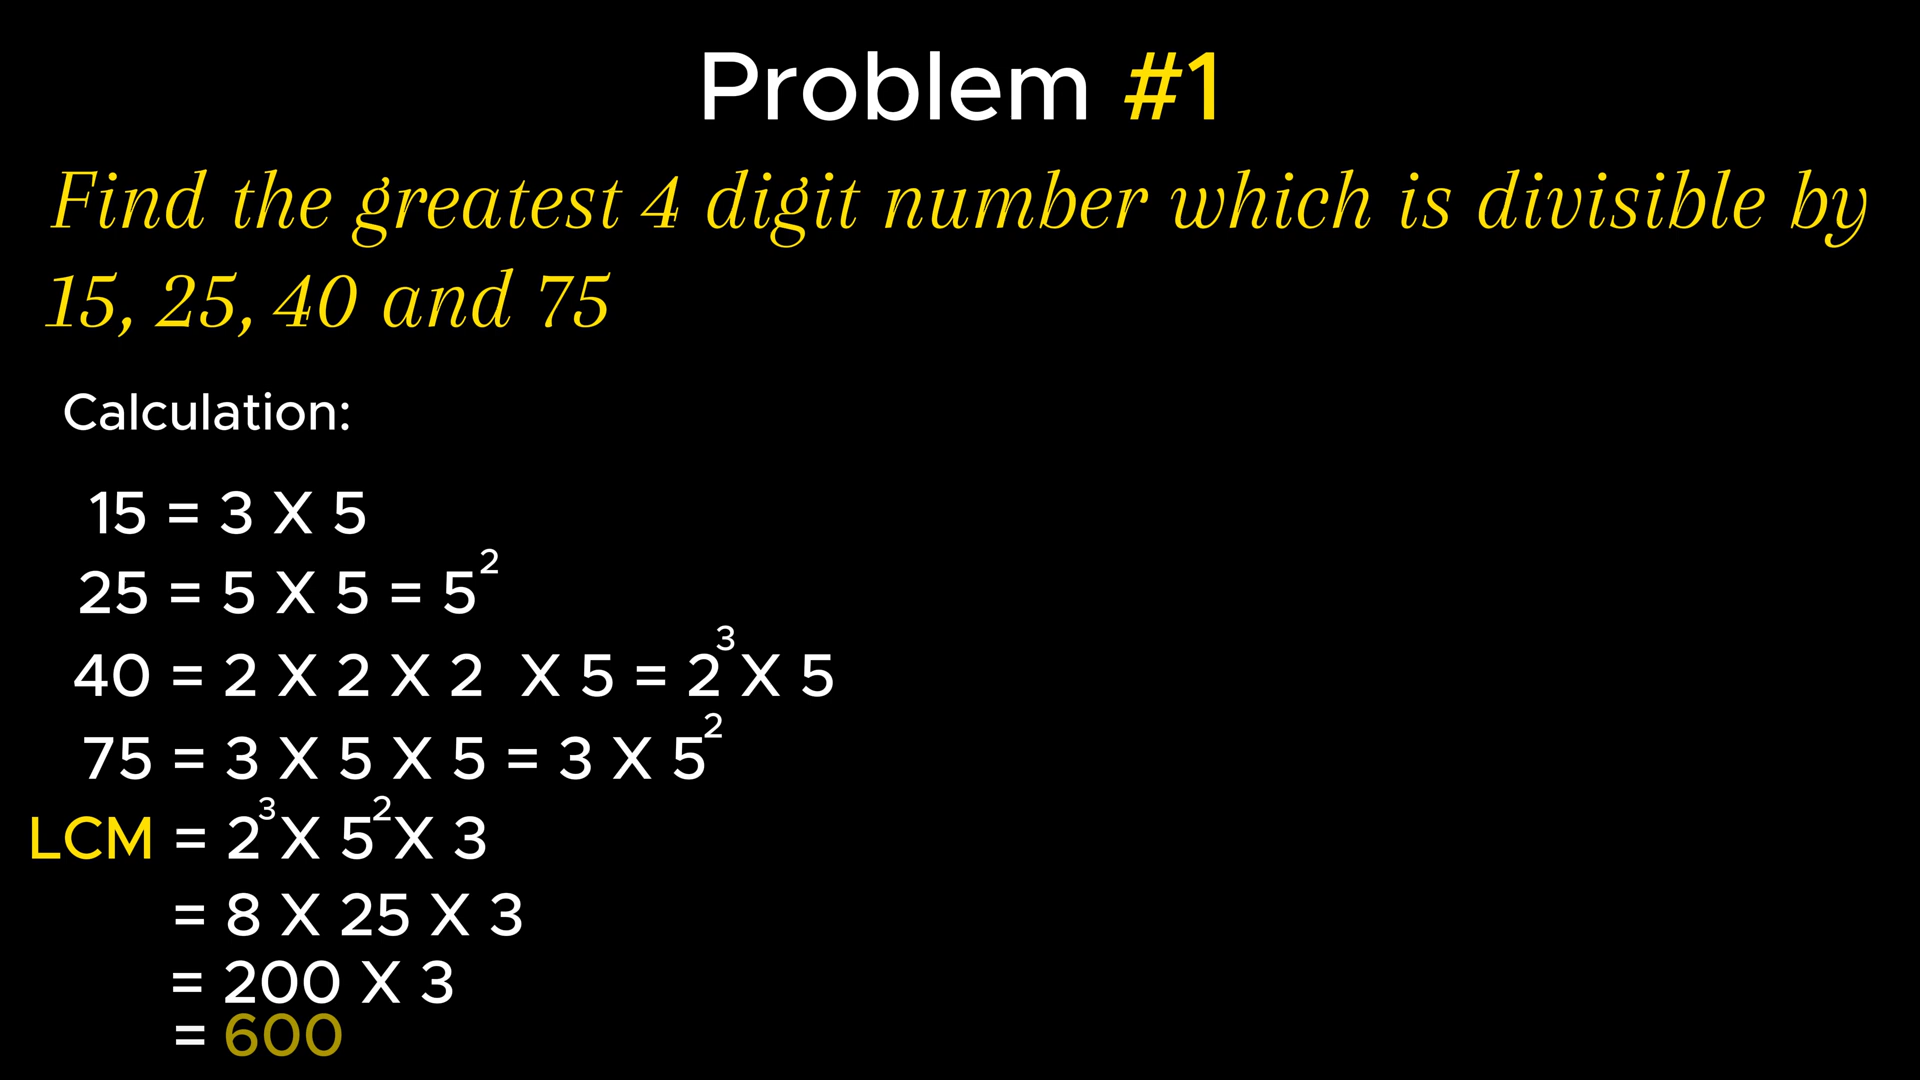 Problem #1
Find the greatest 4 digit number which is divisible by
15, 25, 40 and 75
Calculation:
15 = 3 X 5
25 = 5 X 5 = 5²
40 = 2 X 2 X 2 X 5 = 2³ X 5
75 = 3 X 5 X 5 = 3 X 5²
LCM = 2³ X 5² X 3
= 8 X 25 X 3
= 200 X 3
= 600